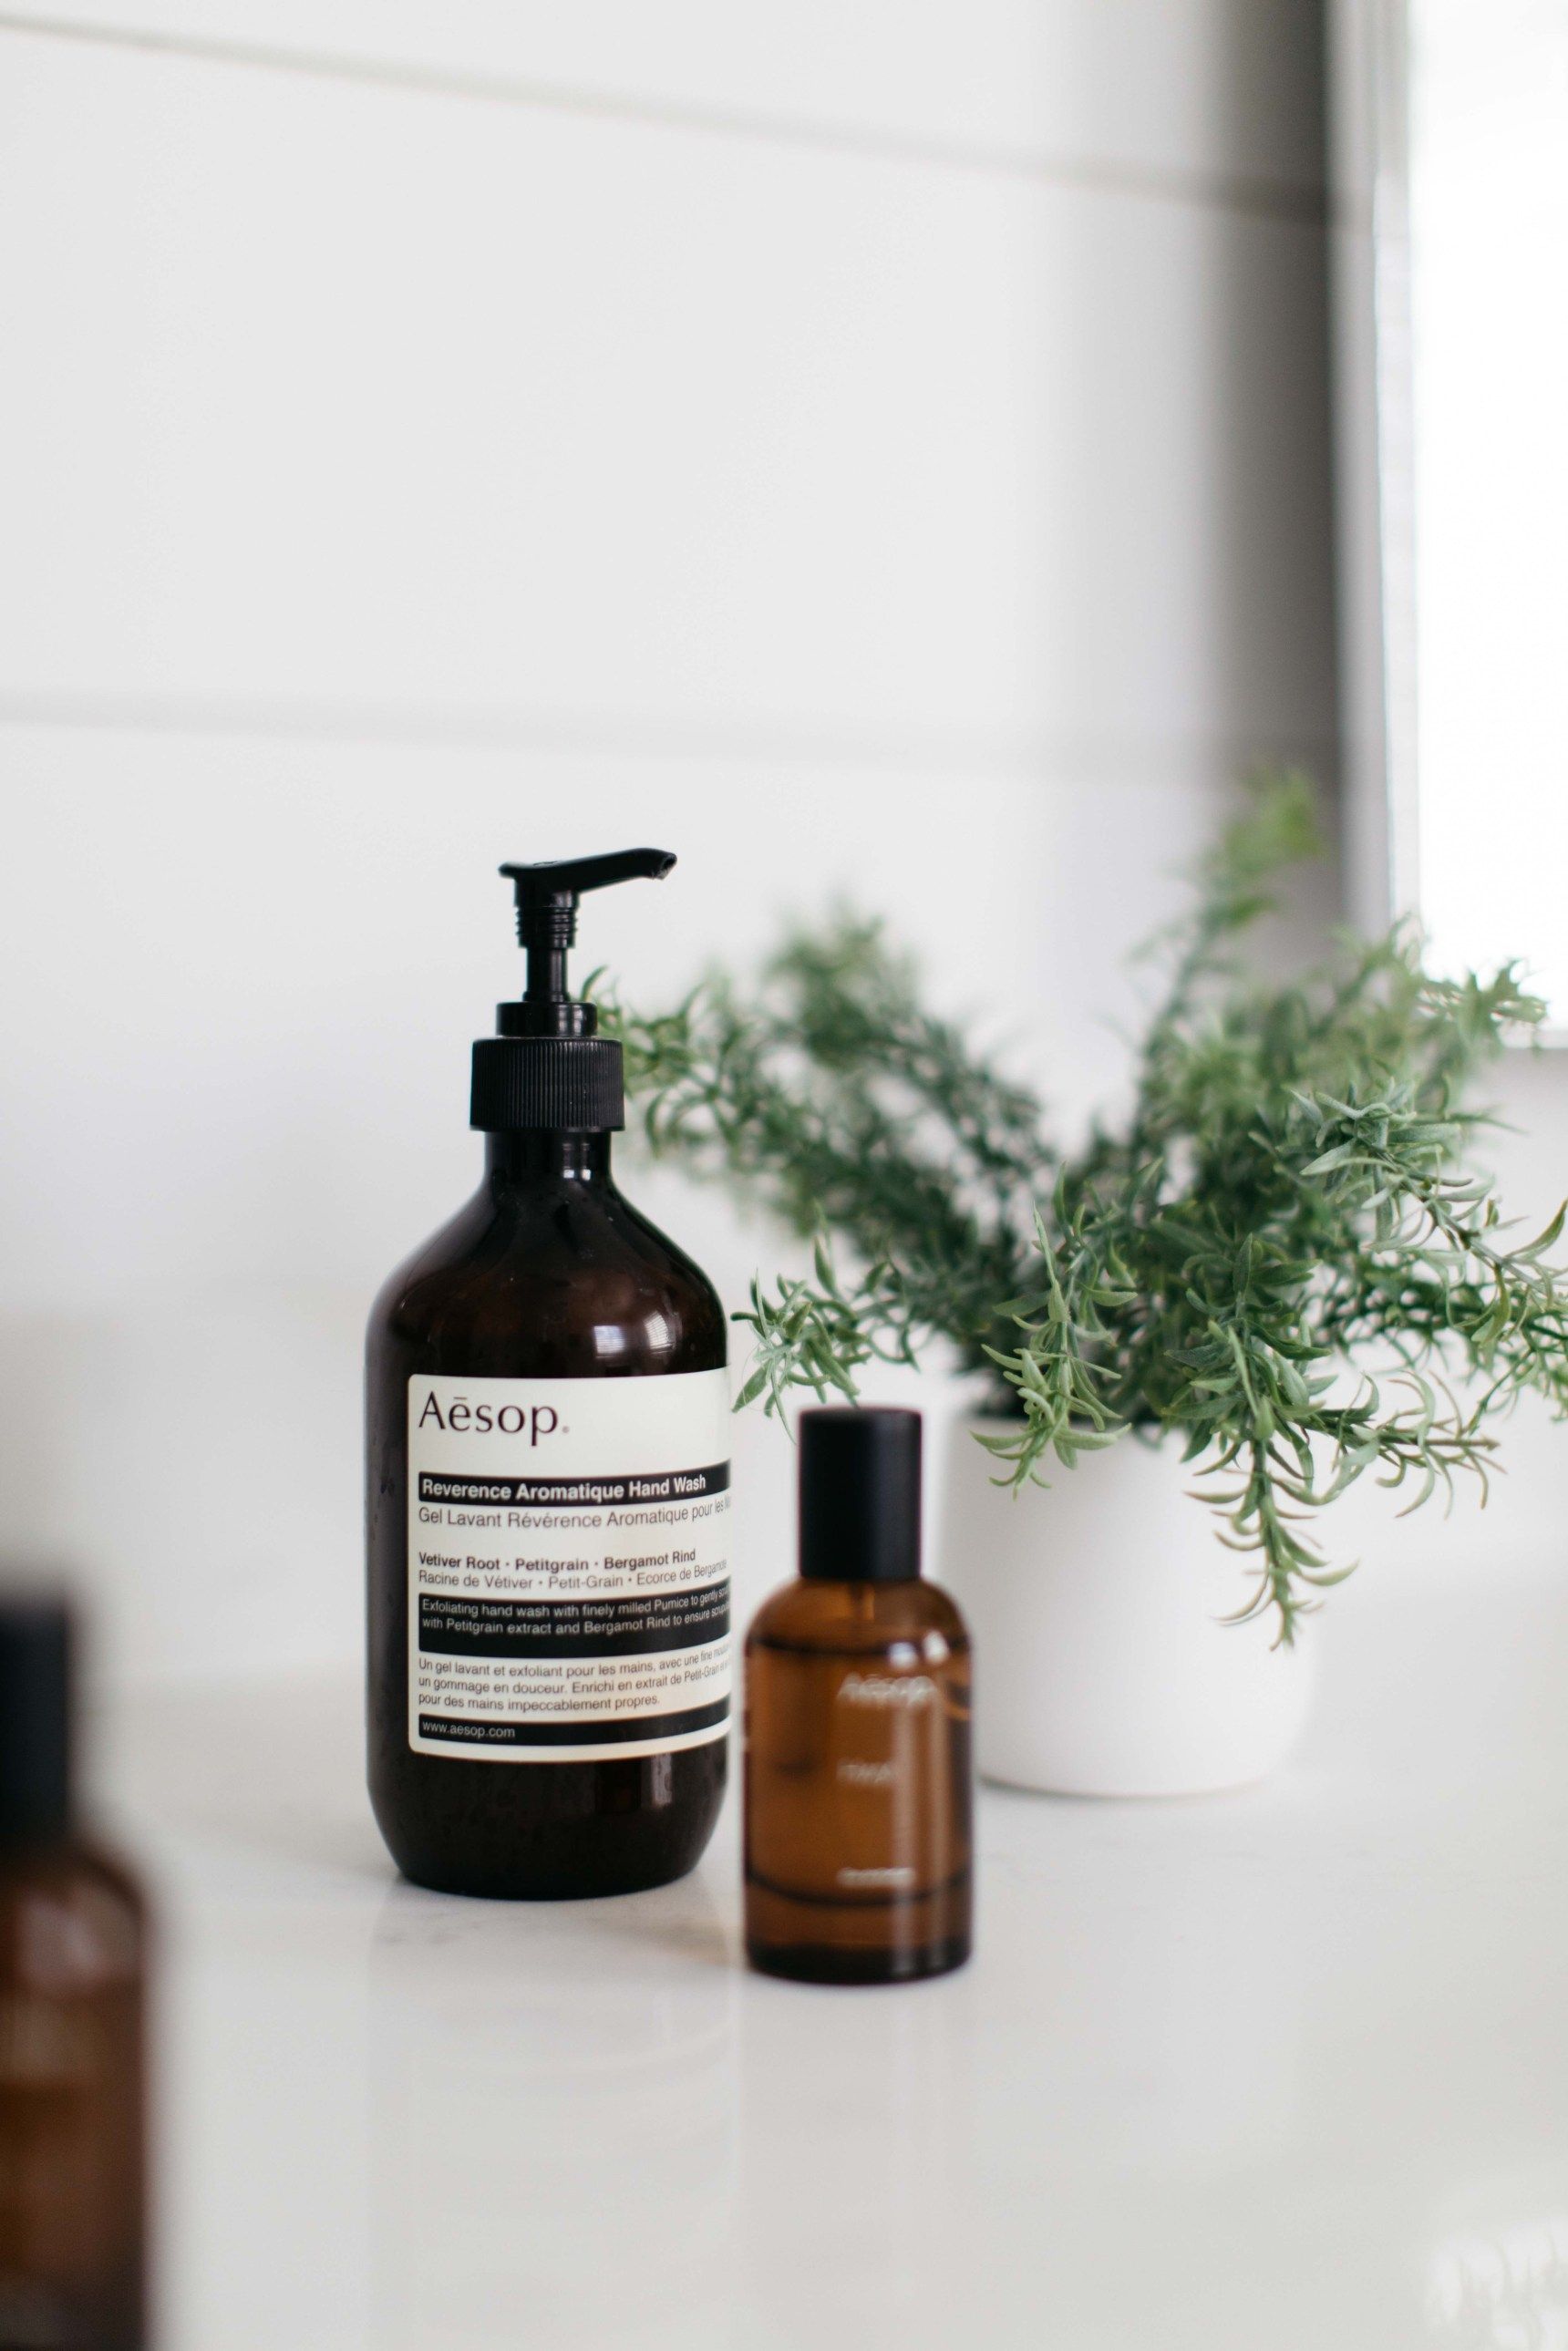 Aēsop.
Reverence Aromatique Hand Wash
Gel Lavant Révérence Aromatique pour les
Vetiver Root · Petitgrain · Bergamot Rind
Racine de Vétiver · Petit-Grain · Ecorce de Bergamote
Exfoliating hand wash with finely milled Pumice to gently
with Petitgrain extract and Bergamot Rind to ensure
Un gel lavant et exfoliant pour les mains, avec une fine
un gommage en douceur. Enrichi en extrait de Petit-Grain
pour des mains impeccablement propres.
www.aesop.com
Aēsop.